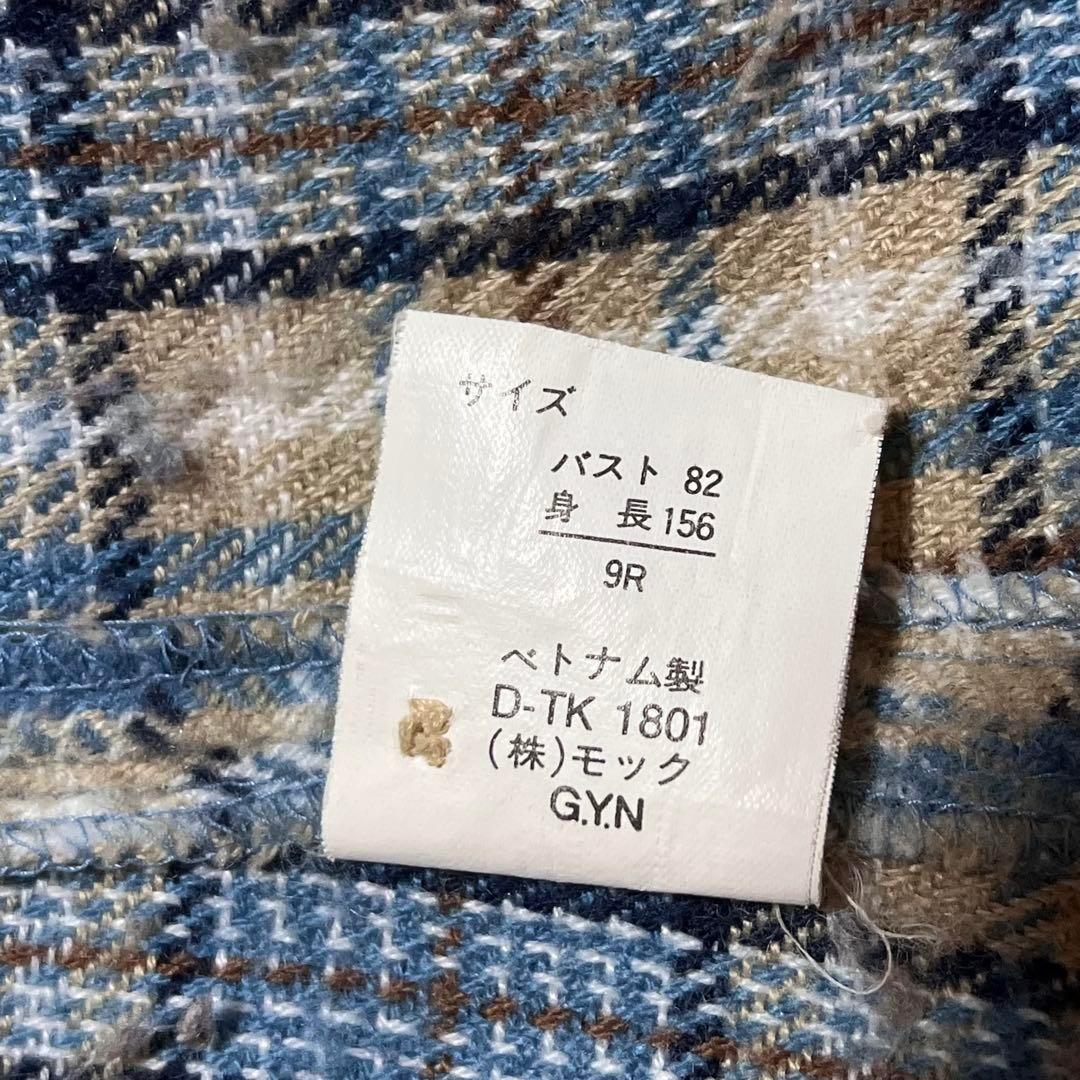 サイズ
バスト 82
身 長 156
9R
ベトナム製
D-TK 1801
(株)モック
G.Y.N